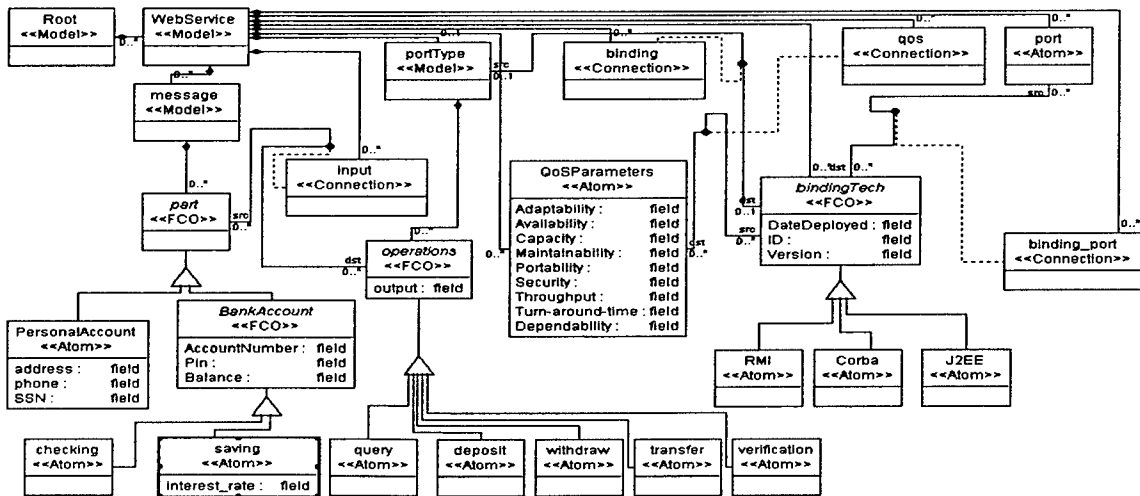 Root
<<Model>>
WebService
<<Model>>
0..*
0..*
message
<<Model>>
0..*
part
<<FCO>>
src
0..*
PersonalAccount
<<Atom>>
address : field
phone : field
SSN : field
BankAccount
<<FCO>>
AccountNumber : field
Pin : field
Balance : field
checking
<<Atom>>
saving
<<Atom>>
interest_rate : field
0..*
input
<<Connection>>
0..1
portType
<<Model>>
src
0..1
0..*
dst
0..*
operations
<<FCO>>
output : field
query
<<Atom>>
deposit
<<Atom>>
withdraw
<<Atom>>
transfer
<<Atom>>
verification
<<Atom>>
0..*
binding
<<Connection>>
0..*
QoSParameters
<<Atom>>
Adaptability : field
Availability : field
Capacity : field
Maintainability : field
Portability : field
Security : field
Throughput : field
Turn-around-time : field
Dependability : field
dst
0..*
0..*
qos
<<Connection>>
0..*
port
<<Atom>>
src
0..*
0..*
dst
0..*
dst
0..1
src
0..*
bindingTech
<<FCO>>
DateDeployed : field
ID : field
Version : field
RMI
<<Atom>>
Corba
<<Atom>>
J2EE
<<Atom>>
0..*
binding_port
<<Connection>>